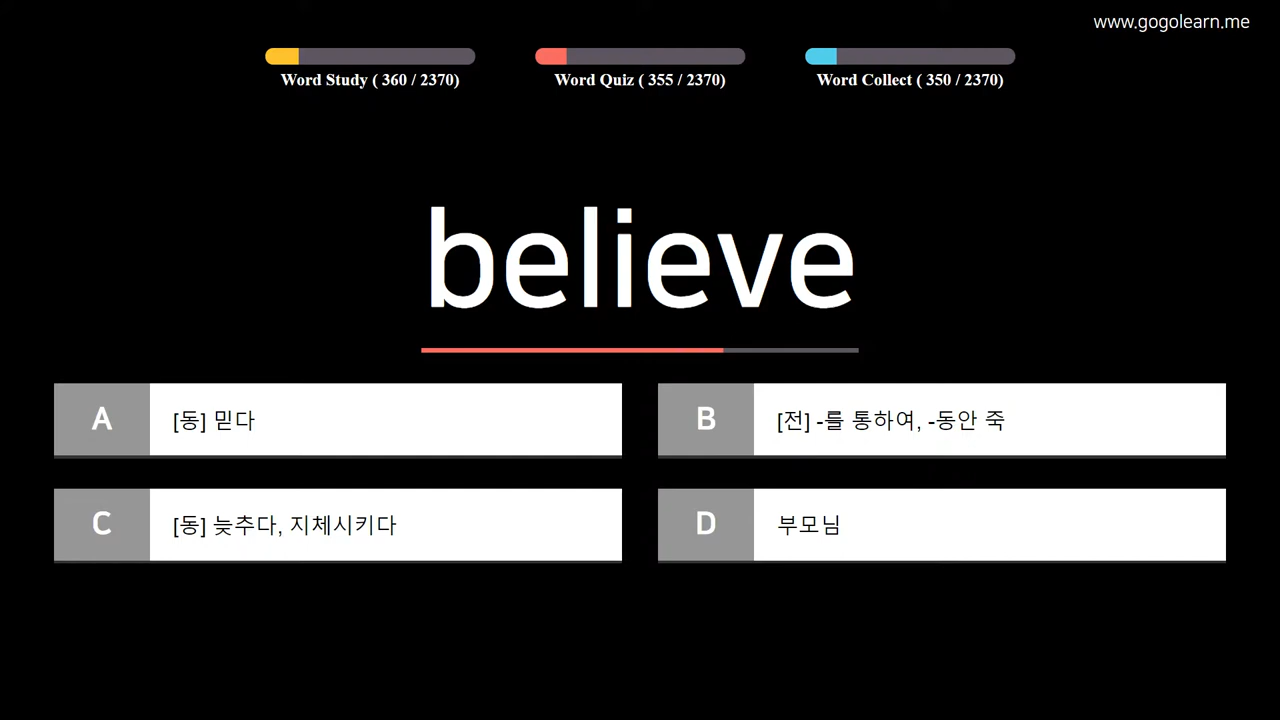 www.gogolearn.me
Word Study ( 360 / 2370)
Word Quiz ( 355 / 2370)
Word Collect ( 350 / 2370)
believe
A
[동] 믿다
B
[전] -를 통하여, -동안 죽
C
[동] 늦추다, 지체시키다
D
부모님